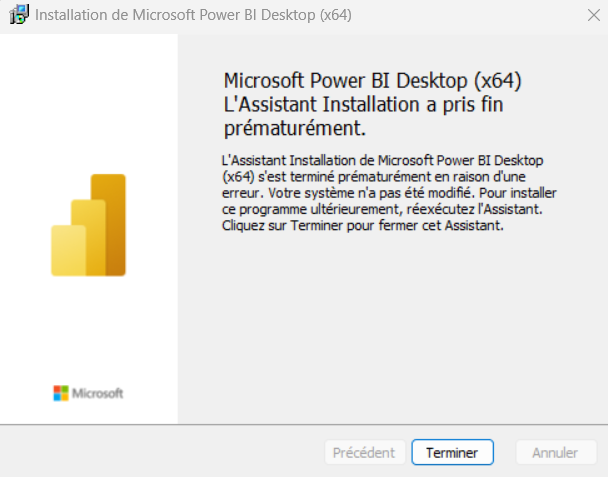 Installation de Microsoft Power BI Desktop (x64)
Microsoft Power BI Desktop (x64)
L'Assistant Installation a pris fin
prématurément.
L'Assistant Installation de Microsoft Power BI Desktop
(x64) s'est terminé prématurément en raison d'une
erreur. Votre système n'a pas été modifié. Pour installer
ce programme ultérieurement, réexécutez l'Assistant.
Cliquez sur Terminer pour fermer cet Assistant.
Microsoft
Précédent
Terminer
Annuler